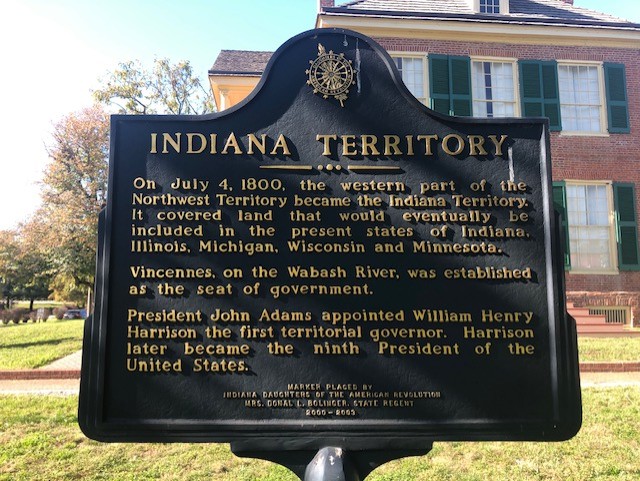 INDIANA TERRITORY
On July 4, 1800, the western part of the
Northwest Territory became the Indiana Territory.
It covered land that would eventually be
included in the present states of Indiana,
Illinois, Michigan, Wisconsin and Minnesota.
Vincennes, on the Wabash River, was established
as the seat of government.
President John Adams appointed William Henry
Harrison the first territorial governor. Harrison
later became the ninth President of the
United States.
MARKER PLACED BY
INDIANA DAUGHTERS OF THE AMERICAN REVOLUTION
MRS. DONAL L. BOLINGER, STATE REGENT
2000-2003